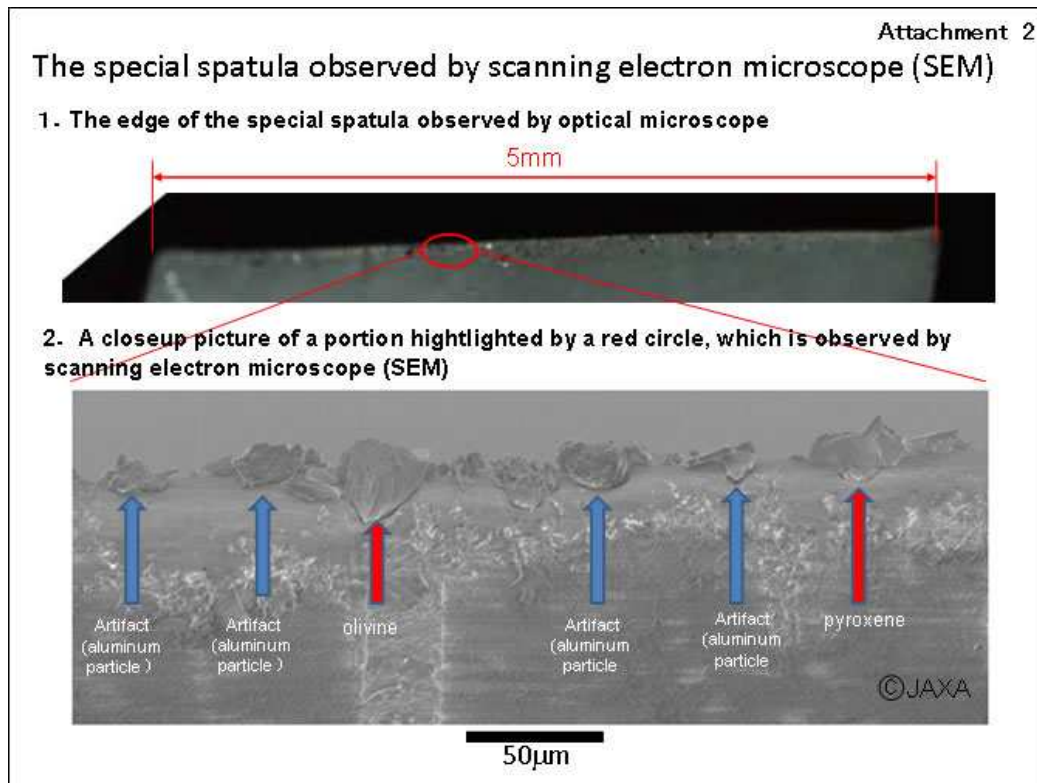 Attachment 2
The special spatula observed by scanning electron microscope (SEM)
1. The edge of the special spatula observed by optical microscope
5mm
2. A closeup picture of a portion hightlighted by a red circle, which is observed by
scanning electron microscope (SEM)
Artifact
(aluminum
particle )
Artifact
(aluminum
particle )
olivine
Artifact
(aluminum
particle
Artifact
(aluminum
particle
pyroxene
©JAXA
50µm